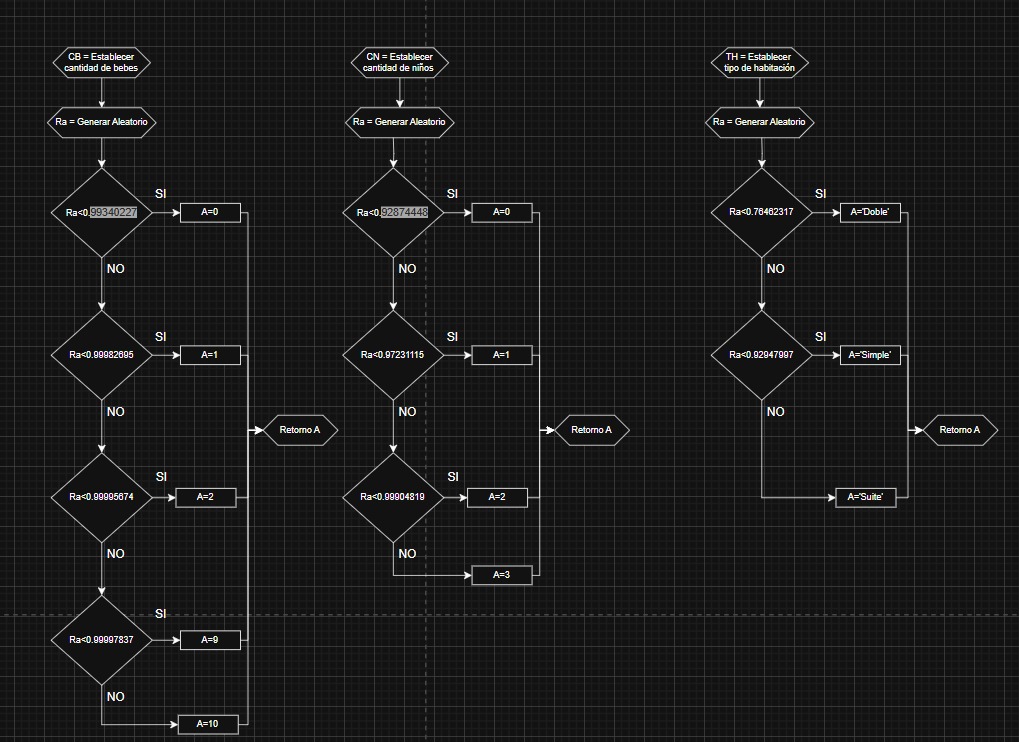 CB = Establecer
cantidad de bebes
Ra = Generar Aleatorio
Ra<0.99340227
SI
A=0
NO
Ra<0.99982695
SI
A=1
NO
Ra<0.99995674
SI
A=2
NO
Ra<0.99997837
SI
A=9
NO
A=10
Retorno A
CN = Establecer
cantidad de niños
Ra = Generar Aleatorio
Ra<0.92874448
SI
A=0
NO
Ra<0.97231115
SI
A=1
NO
Ra<0.99904819
SI
A=2
NO
A=3
Retorno A
TH = Establecer
tipo de habitación
Ra = Generar Aleatorio
Ra<0.76462317
SI
A='Doble'
NO
Ra<0.92947997
SI
A='Simple'
NO
A='Suite'
Retorno A